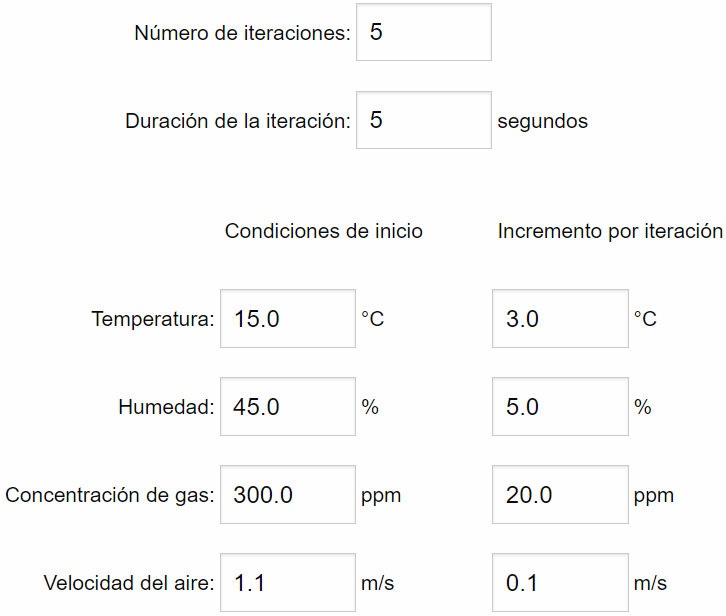 Número de iteraciones: 5
Duración de la iteración: 5 segundos
Condiciones de inicio Incremento por iteración
Temperatura: 15.0 °C 3.0 °C
Humedad: 45.0 % 5.0 %
Concentración de gas: 300.0 ppm 20.0 ppm
Velocidad del aire: 1.1 m/s 0.1 m/s